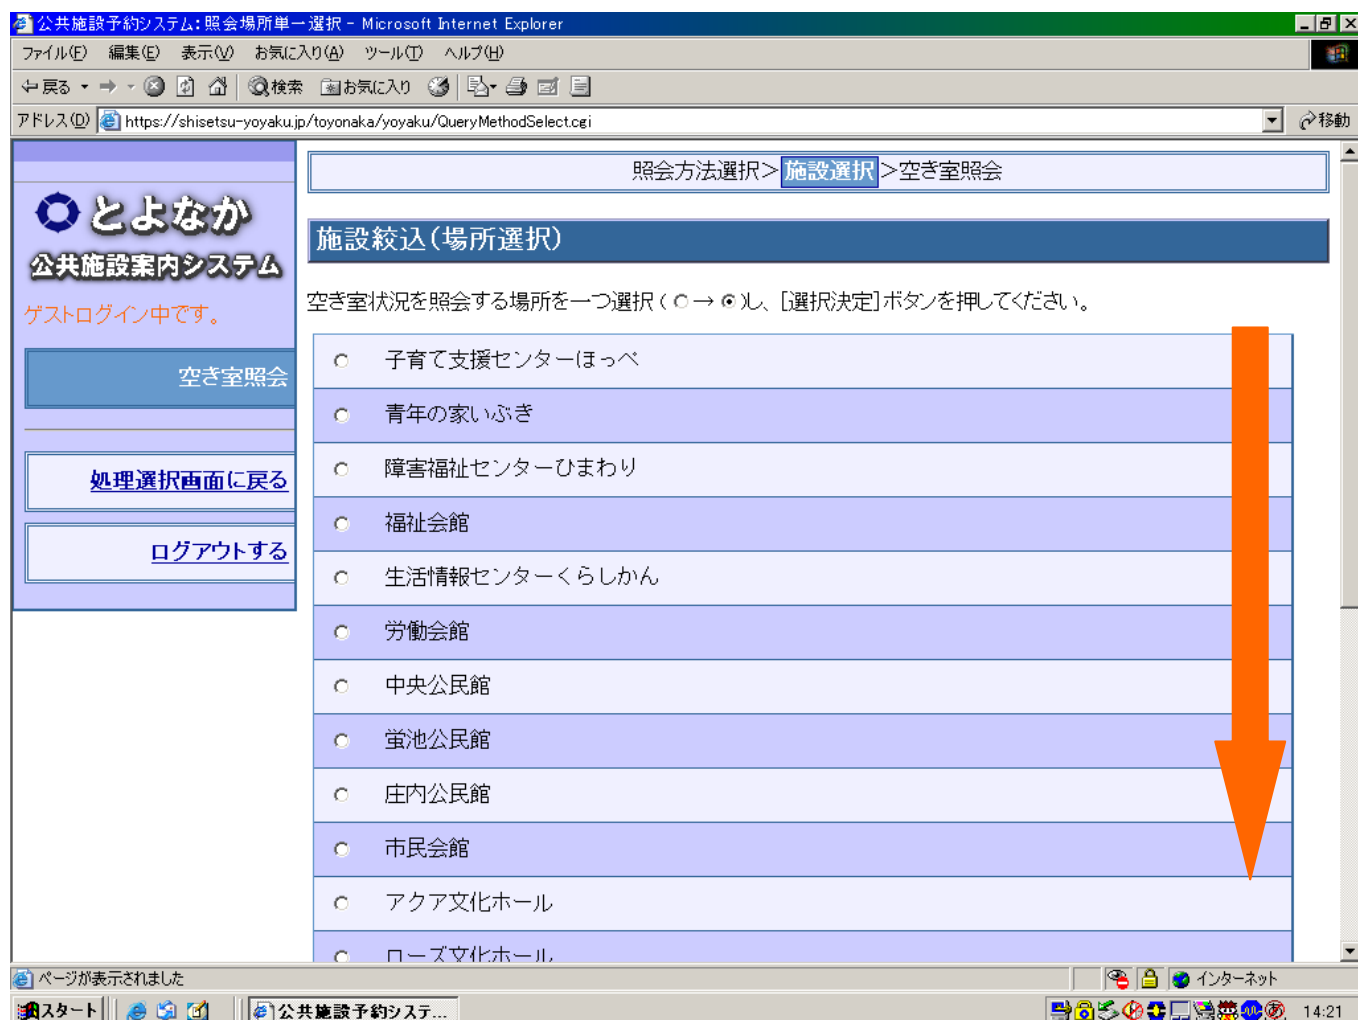 公共施設予約システム:照会場所単一選択 - Microsoft Internet Explorer
ファイル(F) 編集(E) 表示(V) お気に入り(A) ツール(T) ヘルプ(H)
戻る 検索 お気に入り
アドレス(D) https://shisetsu-yoyaku.jp/toyonaka/yoyaku/QueryMethodSelect.cgi 移動
照会方法選択>施設選択>空き室照会
とよなか
公共施設案内システム
ゲストログイン中です。
空き室照会
処理選択画面に戻る
ログアウトする
施設絞込(場所選択)
空き室状況を照会する場所を一つ選択(○→◉)し、[選択決定]ボタンを押してください。
子育て支援センターほっぺ
青年の家いぶき
障害福祉センターひまわり
福祉会館
生活情報センターくらしかん
労働会館
中央公民館
蛍池公民館
庄内公民館
市民会館
アクア文化ホール
ローズ文化ホール
ページが表示されました インターネット
スタート 公共施設予約システ... 14:21